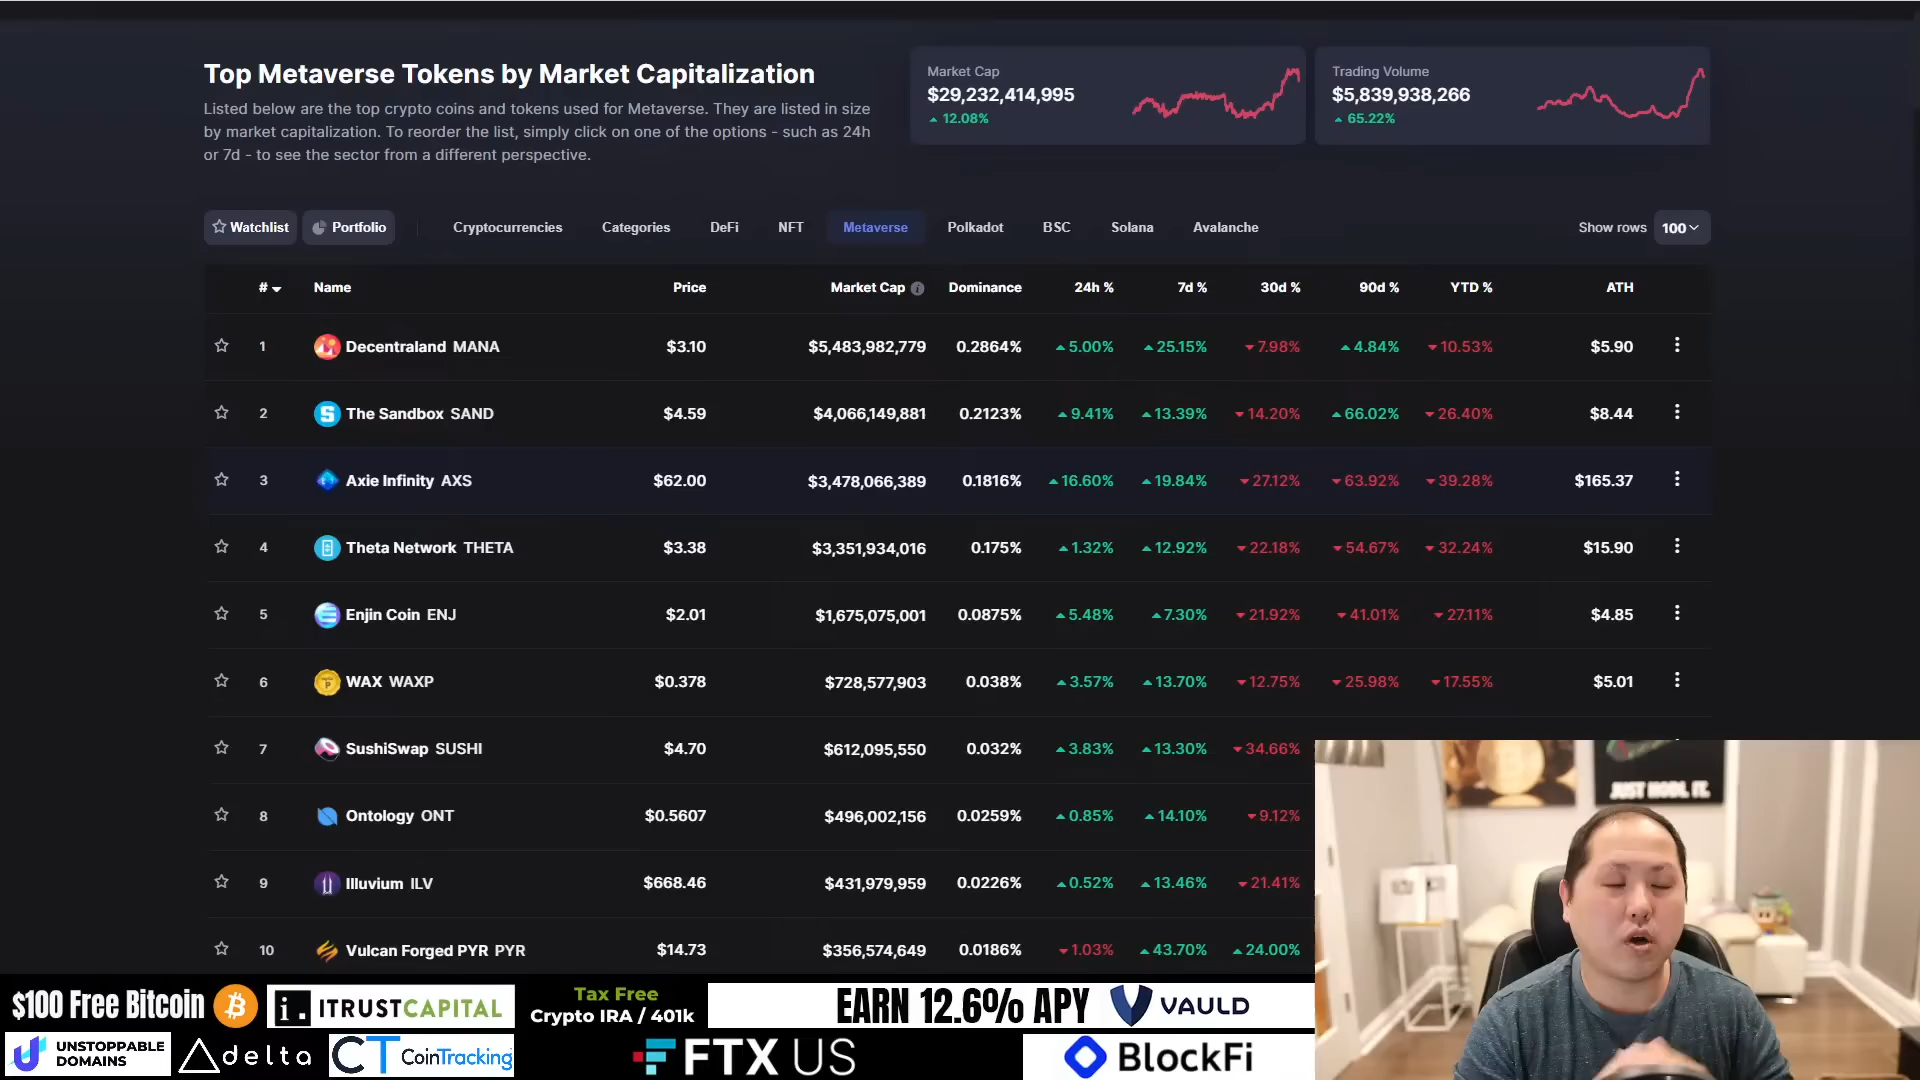 Top Metaverse Tokens by Market Capitalization
Listed below are the top crypto coins and tokens used for Metaverse. They are listed in size
by market capitalization. To reorder the list, simply click on one of the options - such as 24h
or 7d - to see the sector from a different perspective.
Market Cap
$29,232,414,995
12.08%
Trading Volume
$5,839,938,266
65.22%
Watchlist Portfolio Cryptocurrencies Categories DeFi NFT Metaverse Polkadot BSC Solana Avalanche Show rows 100
# Name Price Market Cap Dominance 24h % 7d % 30d % 90d % YTD % ATH
1 Decentraland MANA $3.10 $5,483,982,779 0.2864% 5.00% 25.15% 7.98% 4.84% 10.53% $5.90
2 The Sandbox SAND $4.59 $4,066,149,881 0.2123% 9.41% 13.39% 14.20% 66.02% 26.40% $8.44
3 Axie Infinity AXS $62.00 $3,478,066,389 0.1816% 16.60% 19.84% 27.12% 63.92% 39.28% $165.37
4 Theta Network THETA $3.38 $3,351,934,016 0.175% 1.32% 12.92% 22.18% 54.67% 32.24% $15.90
5 Enjin Coin ENJ $2.01 $1,675,075,001 0.0875% 5.48% 7.30% 21.92% 41.01% 27.11% $4.85
6 WAX WAXP $0.378 $728,577,903 0.038% 3.57% 13.70% 12.75% 25.98% 17.55% $5.01
7 SushiSwap SUSHI $4.70 $612,095,550 0.032% 3.83% 13.30% 34.66%
8 Ontology ONT $0.5607 $496,002,156 0.0259% 0.85% 14.10% 9.12%
9 Illuvium ILV $668.46 $431,979,959 0.0226% 0.52% 13.46% 21.41%
10 Vulcan Forged PYR PYR $14.73 $356,574,649 0.0186% 1.03% 43.70% 24.00%
JUST HODL IT.
$100 Free Bitcoin
i. ITRUSTCAPITAL
Tax Free
Crypto IRA / 401k
EARN 12.6% APY
VAULD
UNSTOPPABLE
DOMAINS
delta
CT CoinTracking
FTX US
BlockFi